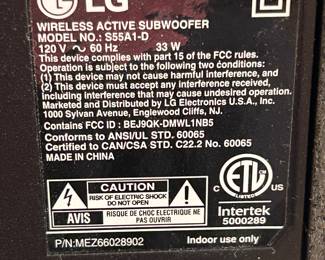 LG
WIRELESS ACTIVE SUBWOOFER
MODEL NO.: S55A1-D
120 V ~ 60 Hz 33 W
This device complies with part 15 of the FCC rules.
Operation is subject to the following two conditions:
(1) This device may not cause harmful interference, and
(2) This device must accept any interference received,
including interference that may cause undesired operation.
Marketed and Distributed by LG Electronics U.S.A., Inc.
1000 Sylvan Avenue, Englewood Cliffs, NJ.
Contains FCC ID : BEJ9QK-DMWL1NB5
Conforms to ANSI/UL STD. 60065
Certified to CAN/CSA STD. C22.2 No. 60065
MADE IN CHINA
CAUTION
RISK OF ELECTRIC SHOCK
DO NOT OPEN
AVIS
RISQUE DE CHOC ELECTRIQUE NE
PAS OUVRIR
C ETL US
LISTED
Intertek
5000289
P/N:MEZ66028902 Indoor use only